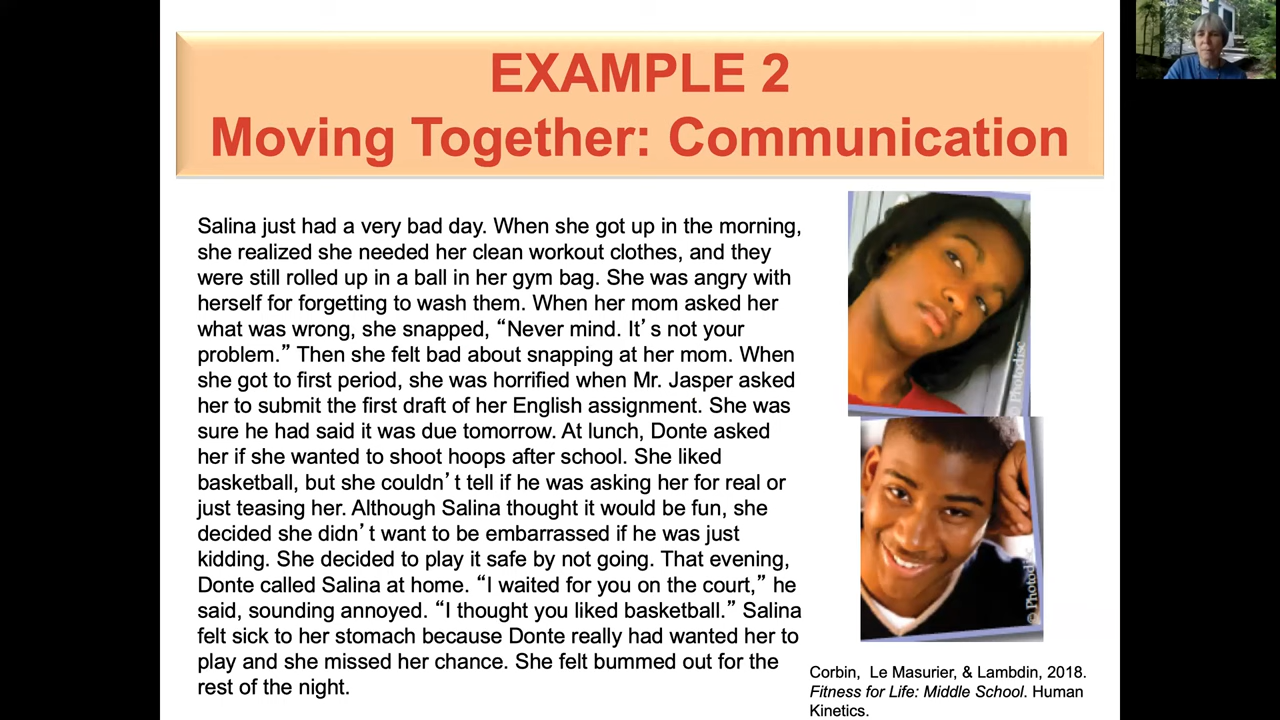 EXAMPLE 2
Moving Together: Communication
Salina just had a very bad day. When she got up in the morning,
she realized she needed her clean workout clothes, and they
were still rolled up in a ball in her gym bag. She was angry with
herself for forgetting to wash them. When her mom asked her
what was wrong, she snapped, “Never mind. It’s not your
problem.” Then she felt bad about snapping at her mom. When
she got to first period, she was horrified when Mr. Jasper asked
her to submit the first draft of her English assignment. She was
sure he had said it was due tomorrow. At lunch, Donte asked
her if she wanted to shoot hoops after school. She liked
basketball, but she couldn’t tell if he was asking her for real or
just teasing her. Although Salina thought it would be fun, she
decided she didn’t want to be embarrassed if he was just
kidding. She decided to play it safe by not going. That evening,
Donte called Salina at home. “I waited for you on the court,” he
said, sounding annoyed. “I thought you liked basketball.” Salina
felt sick to her stomach because Donte really had wanted her to
play and she missed her chance. She felt bummed out for the
rest of the night.
© Photodisc
© Photodisc
Corbin, Le Masurier, & Lambdin, 2018.
Fitness for Life: Middle School. Human
Kinetics.